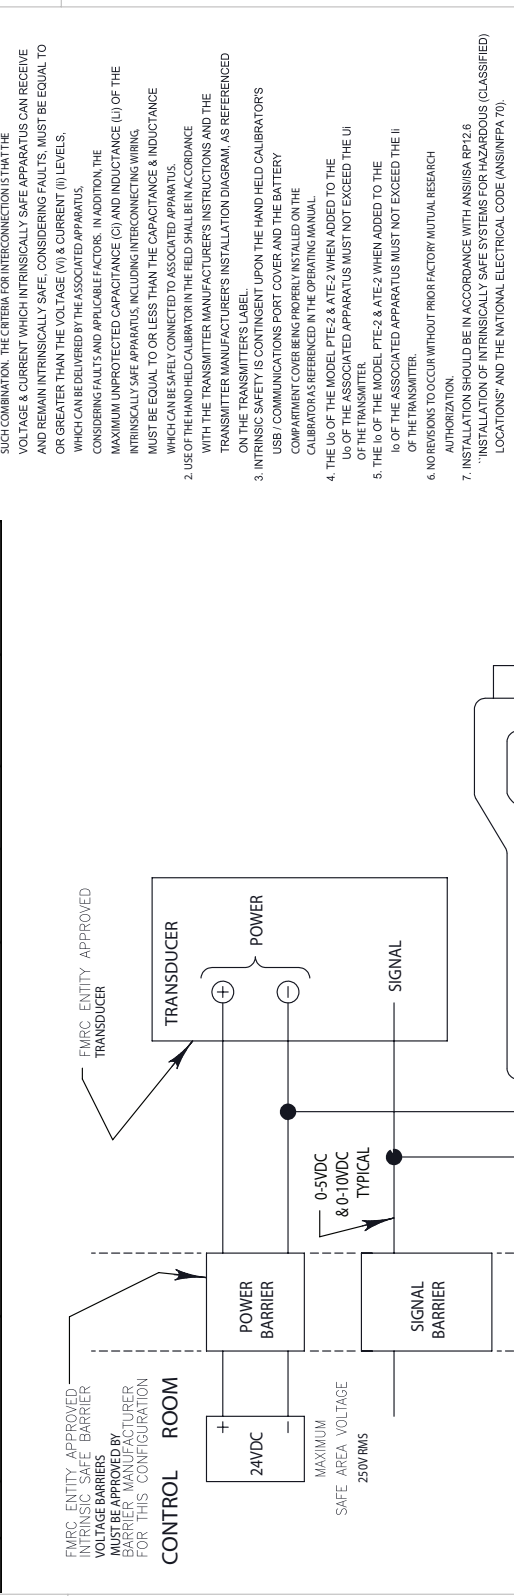 SUCH COMBINATION. THE CRITERIA FOR INTERCONNECTION IS THAT THE
VOLTAGE & CURRENT WHICH INTRINSICALLY SAFE APPARATUS CAN RECEIVE
AND REMAIN INTRINSICALLY SAFE, CONSIDERING FAULTS, MUST BE EQUAL TO
OR GREATER THAN THE VOLTAGE (Vi) & CURRENT (Ii) LEVELS,
WHICH CAN BE DELIVERED BY THE ASSOCIATED APPARATUS,
CONSIDERING FAULTS AND APPLICABLE FACTORS. IN ADDITION, THE
MAXIMUM UNPROTECTED CAPACITANCE (Ci) AND INDUCTANCE (Li) OF THE
INTRINSICALLY SAFE APPARATUS, INCLUDING INTERCONNECTING WIRING,
MUST BE EQUAL TO OR LESS THAN THE CAPACITANCE & INDUCTANCE
WHICH CAN BE SAFELY CONNECTED TO ASSOCIATED APPARATUS.
2. USE OF THE HAND HELD CALIBRATOR IN THE FIELD SHALL BE IN ACCORDANCE
WITH THE TRANSMITTER MANUFACTURER'S INSTRUCTIONS AND THE
TRANSMITTER MANUFACTURER'S INSTALLATION DIAGRAM, AS REFERENCED
ON THE TRANSMITTER'S LABEL.
3. INTRINSIC SAFETY IS CONTINGENT UPON THE HAND HELD CALIBRATOR'S
USB / COMMUNICATIONS PORT COVER AND THE BATTERY
COMPARTMENT COVER BEING PROPERLY INSTALLED ON THE
CALIBRATOR AS REFERENCED IN THE OPERATING MANUAL.
4. THE Uo OF THE MODEL PTE-2 & ATE-2 WHEN ADDED TO THE
Uo OF THE ASSOCIATED APPARATUS MUST NOT EXCEED THE Ui
OF THE TRANSMITTER.
5. THE Io OF THE MODEL PTE-2 & ATE-2 WHEN ADDED TO THE
Io OF THE ASSOCIATED APPARATUS MUST NOT EXCEED THE Ii
OF THE TRANSMITTER.
6. NO REVISIONS TO OCCUR WITHOUT PRIOR FACTORY MUTUAL RESEARCH
AUTHORIZATION.
7. INSTALLATION SHOULD BE IN ACCORDANCE WITH ANSI/ISA RP12.6
``INSTALLATION OF INTRINSICALLY SAFE SYSTEMS FOR HAZARDOUS (CLASSIFIED)
LOCATIONS" AND THE NATIONAL ELECTRICAL CODE (ANSI/NFPA 70).
FMRC ENTITY APPROVED
TRANSDUCER
TRANSDUCER
+
−
POWER
SIGNAL
0-5VDC
& 0-10VDC
TYPICAL
POWER
BARRIER
SIGNAL
BARRIER
FMRC ENTITY APPROVED
INTRINSIC SAFE BARRIER
VOLTAGE BARRIERS
MUST BE APPROVED BY
BARRIER MANUFACTURER
FOR THIS CONFIGURATION
CONTROL ROOM
+
−
24VDC
MAXIMUM
SAFE AREA VOLTAGE
250V RMS